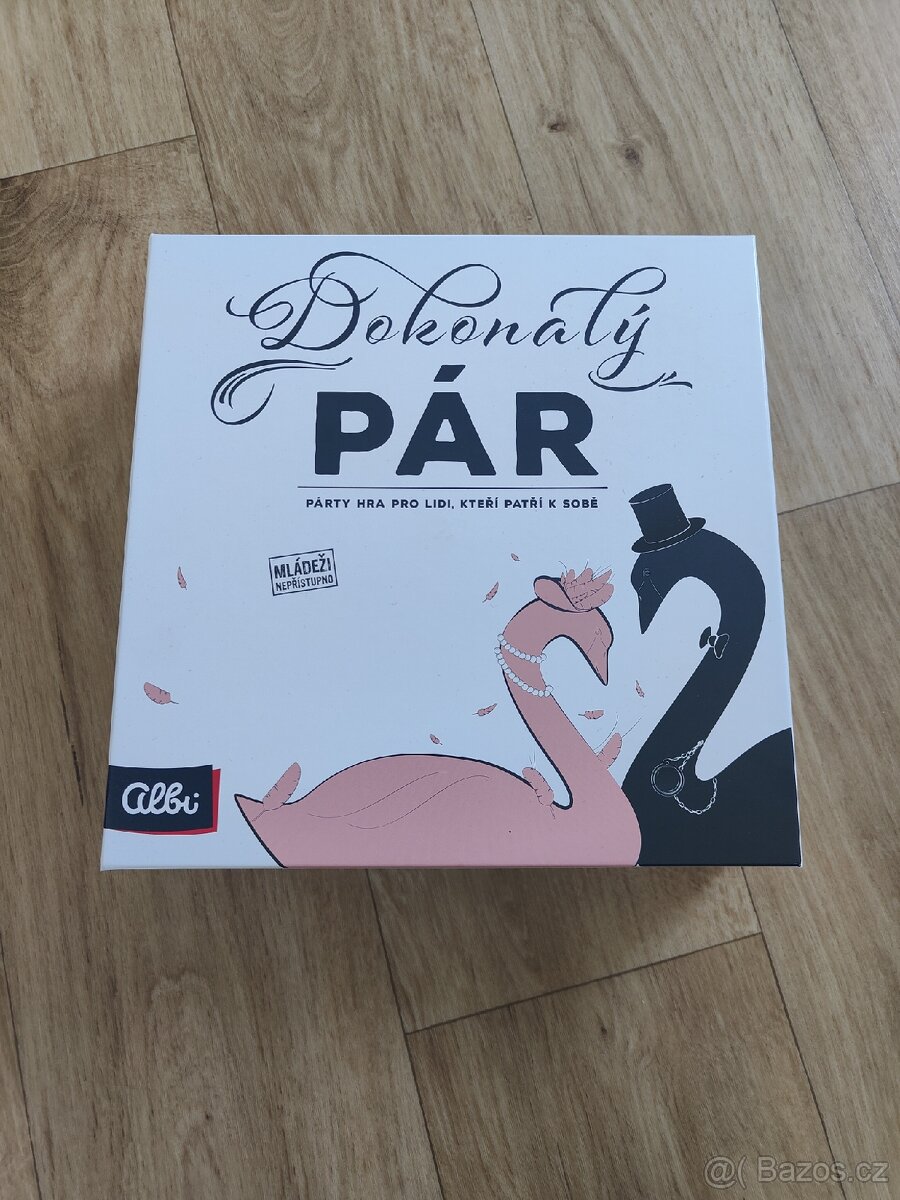 Dokonalý
PÁR
PÁRTY HRA PRO LIDI, KTEŘÍ PATŘÍ K SOBĚ
MLÁDEŽI
NEPŘÍSTUPNO
albi
@( Bazos.cz